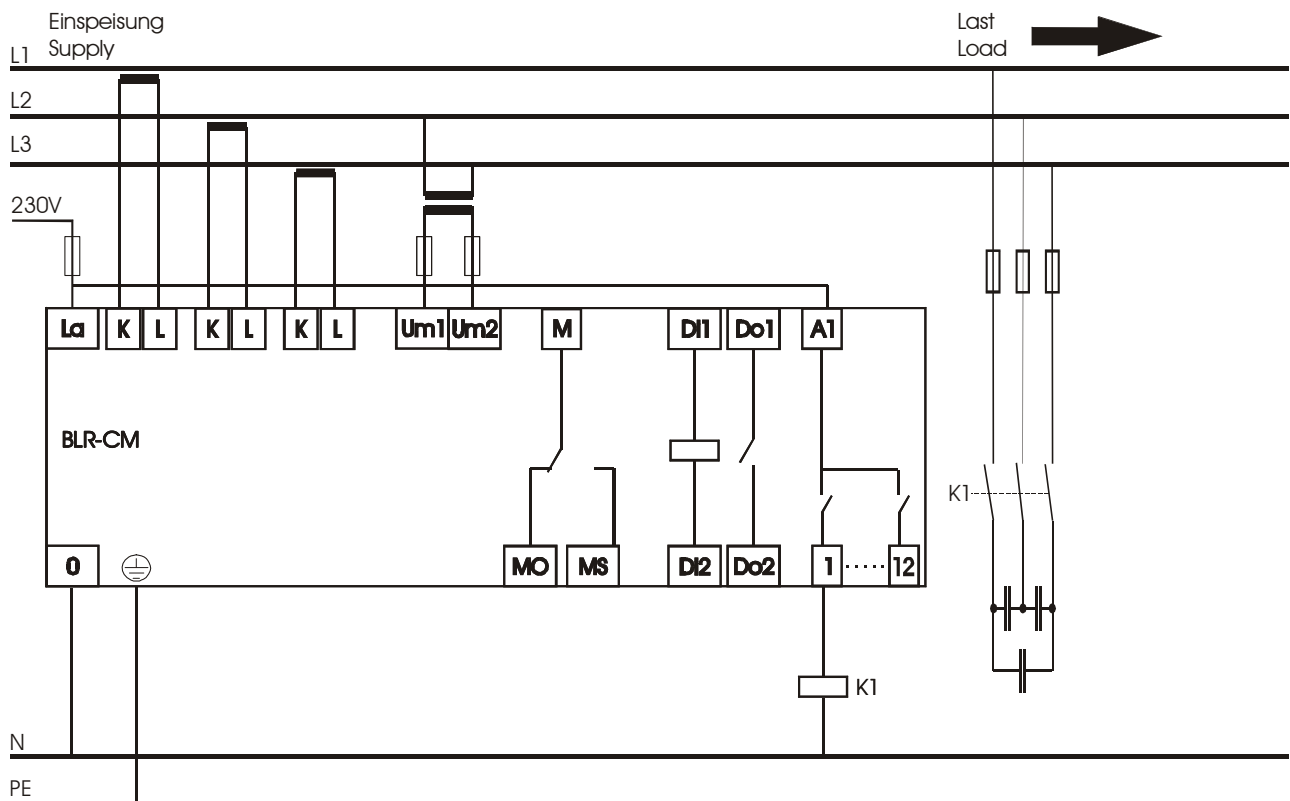 Einspeisung
Supply
Last
Load
L1
L2
L3
230V
La K L K L K L Um1 Um2 M DI1 Do1 A1
BLR-CM
K1
0 MO MS DI2 Do2 1 ····· 12
K1
N
PE